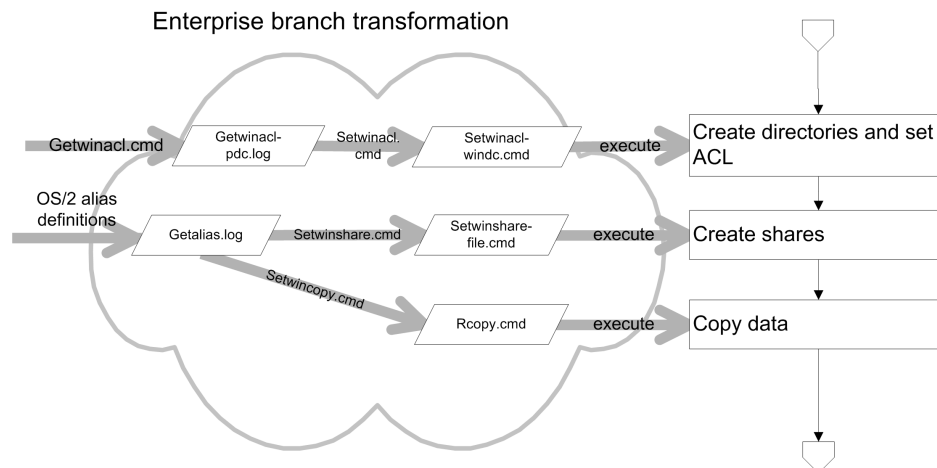 Enterprise branch transformation
Getwinacl.cmd
Getwinacl-
pdc.log
Setwinacl.
cmd
Setwinacl-
windc.cmd
execute
Create directories and set
ACL
OS/2 alias
definitions
Getalias.log
Setwinshare.cmd
Setwinshare-
file.cmd
execute
Create shares
Setwincopy.cmd
Rcopy.cmd
execute
Copy data